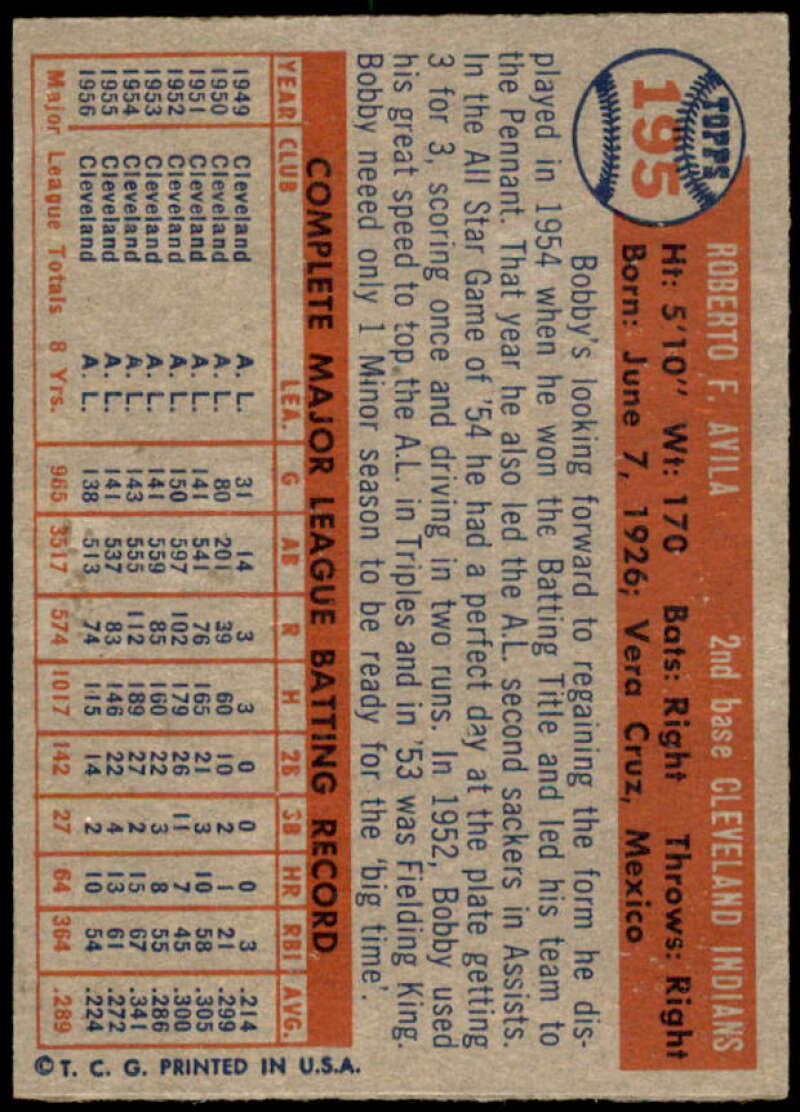 TOPPS
195
ROBERTO F. AVILA 2nd base CLEVELAND INDIANS
Ht: 5'10" Wt: 170 Bats: Right Throws: Right
Born: June 7, 1926; Vera Cruz, Mexico
Bobby's looking forward to regaining the form he dis-
played in 1954 when he won the Batting Title and led his team to
the Pennant. That year he also led the A.L. second sackers in Assists.
In the All Star Game of '54 he had a perfect day at the plate getting
3 for 3, scoring once and driving in two runs. In 1952, Bobby used
his great speed to top the A.L. in Triples and in '53 was Fielding King.
Bobby neeed only 1 Minor season to be ready for the 'big time'.
COMPLETE MAJOR LEAGUE BATTING RECORD
YEAR CLUB LEA. G AB R H 2B SB HR RBI AVG.
1949 Cleveland A. L. 31 14 3 3 0 0 0 3 .214
1950 Cleveland A. L. 80 201 39 60 10 2 1 21 .299
1951 Cleveland A. L. 141 541 76 165 21 3 10 58 .305
1952 Cleveland A. L. 150 597 102 179 26 11 7 45 .300
1953 Cleveland A. L. 141 559 85 160 22 3 8 55 .286
1954 Cleveland A. L. 143 555 112 189 27 2 15 67 .341
1955 Cleveland A. L. 141 537 83 146 22 4 13 61 .272
1956 Cleveland A. L. 138 513 74 115 14 2 10 54 .224
Major League Totals 8 Yrs. 965 3517 574 1017 142 27 64 364 .289
© T. C. G. PRINTED IN U.S.A.